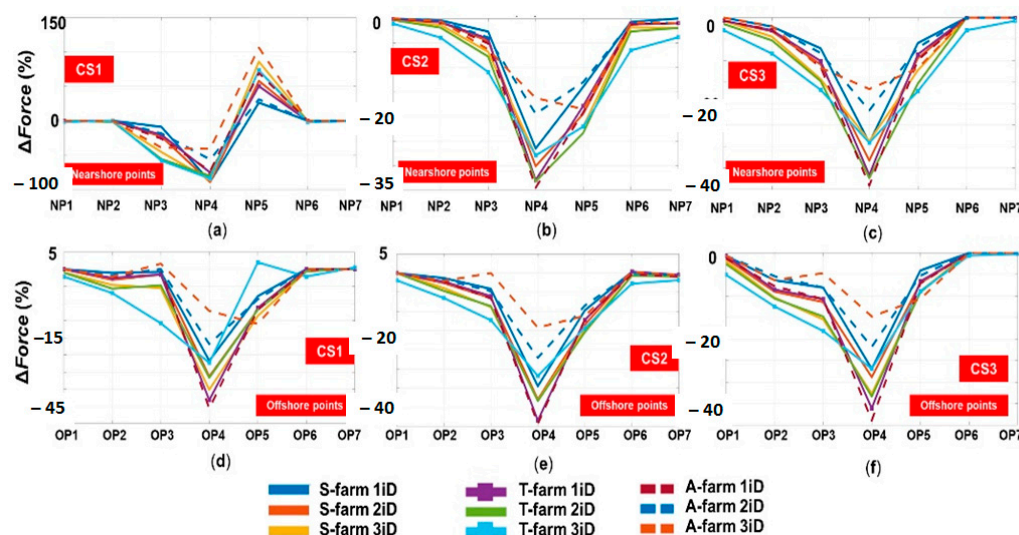 ΔForce (%)
150
0
– 100
CS1
Nearshore points
NP1 NP2 NP3 NP4 NP5 NP6 NP7
(a)
0
– 20
– 35
CS2
Nearshore points
NP1 NP2 NP3 NP4 NP5 NP6 NP7
(b)
0
– 20
– 40
CS3
Nearshore points
NP1 NP2 NP3 NP4 NP5 NP6 NP7
(c)
ΔForce (%)
5
–15
– 45
CS1
Offshore points
OP1 OP2 OP3 OP4 OP5 OP6 OP7
(d)
5
– 20
– 40
CS2
Offshore points
OP1 OP2 OP3 OP4 OP5 OP6 OP7
(e)
0
– 20
– 40
CS3
Offshore points
OP1 OP2 OP3 OP4 OP5 OP6 OP7
(f)
S-farm 1iD T-farm 1iD A-farm 1iD
S-farm 2iD T-farm 2iD A-farm 2iD
S-farm 3iD T-farm 3iD A-farm 3iD